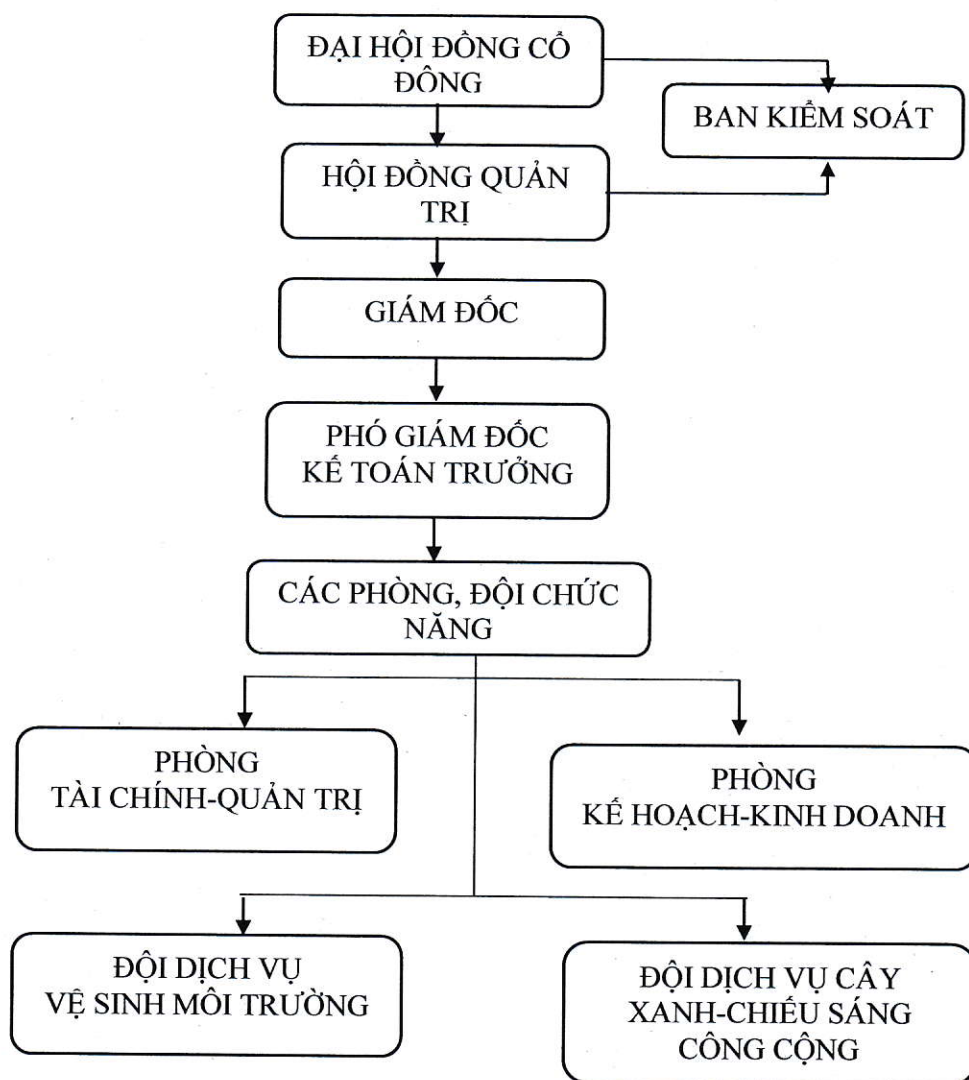 ĐẠI HỘI ĐỒNG CỔ
ĐÔNG
BAN KIỂM SOÁT
HỘI ĐỒNG QUẢN
TRỊ
GIÁM ĐỐC
PHÓ GIÁM ĐỐC
KẾ TOÁN TRƯỞNG
CÁC PHÒNG, ĐỘI CHỨC
NĂNG
PHÒNG
TÀI CHÍNH-QUẢN TRỊ
PHÒNG
KẾ HOẠCH-KINH DOANH
ĐỘI DỊCH VỤ
VỆ SINH MÔI TRƯỜNG
ĐỘI DỊCH VỤ CÂY
XANH-CHIẾU SÁNG
CÔNG CỘNG